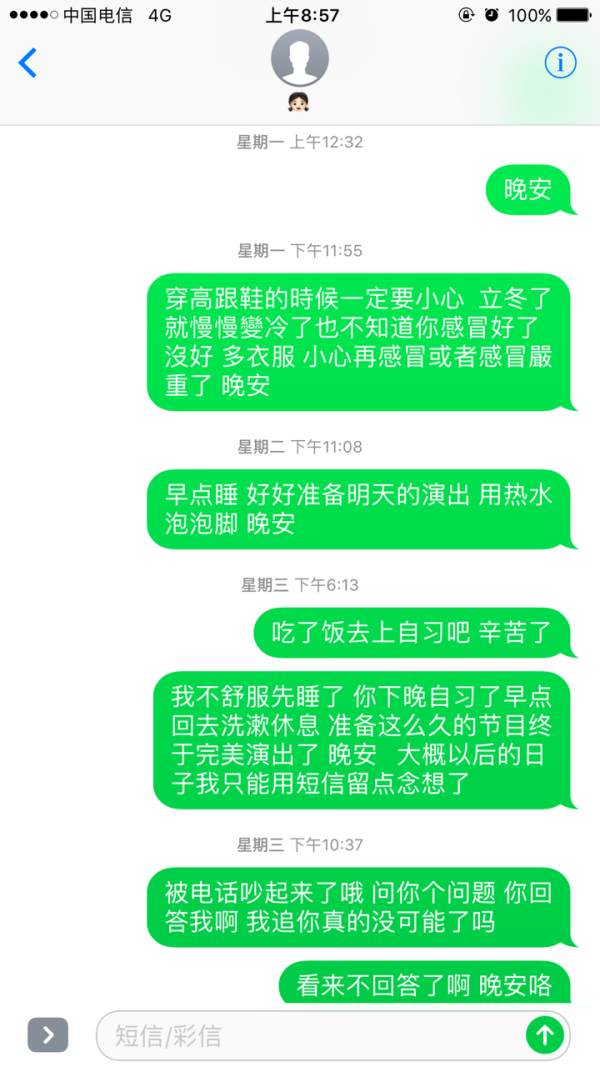 中国电信 4G 上午8:57 100%
星期一 上午12:32
晚安
星期一 下午11:55
穿高跟鞋的時候一定要小心 立冬了
就慢慢變冷了也不知道你感冒好了
沒好 多衣服 小心再感冒或者感冒嚴
重了 晚安
星期二 下午11:08
早点睡 好好准备明天的演出 用热水
泡泡脚 晚安
星期三 下午6:13
吃了饭去上自习吧 辛苦了
我不舒服先睡了 你下晚自习了早点
回去洗漱休息 准备这么久的节目终
于完美演出了 晚安 大概以后的日
子我只能用短信留点念想了
星期三 下午10:37
被电话吵起来了哦 问你个问题 你回
答我啊 我追你真的没可能了吗
看来不回答了啊 晚安咯
短信/彩信